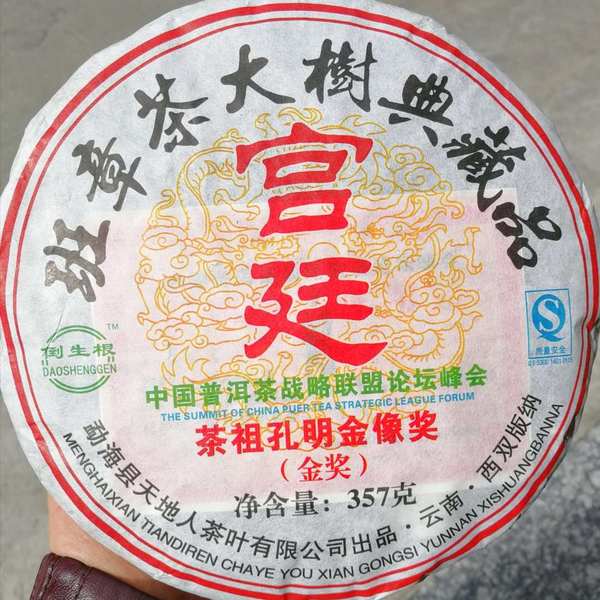 班章茶大樹典藏品
宫廷
倒生根™
DAOSHENGGEN
质量安全
中国普洱茶战略联盟论坛峰会
THE SUMMIT OF CHINA PUER TEA STRATEGIC LEAGUE FORUM
茶祖孔明金像奖
(金奖)
净含量: 357克
勐海县天地人茶叶有限公司出品·云南·西双版纳
MENGHAIXIAN TIANDIREN CHAYE YOU XIAN GONGSI YUNNAN XISHUANGBANNA